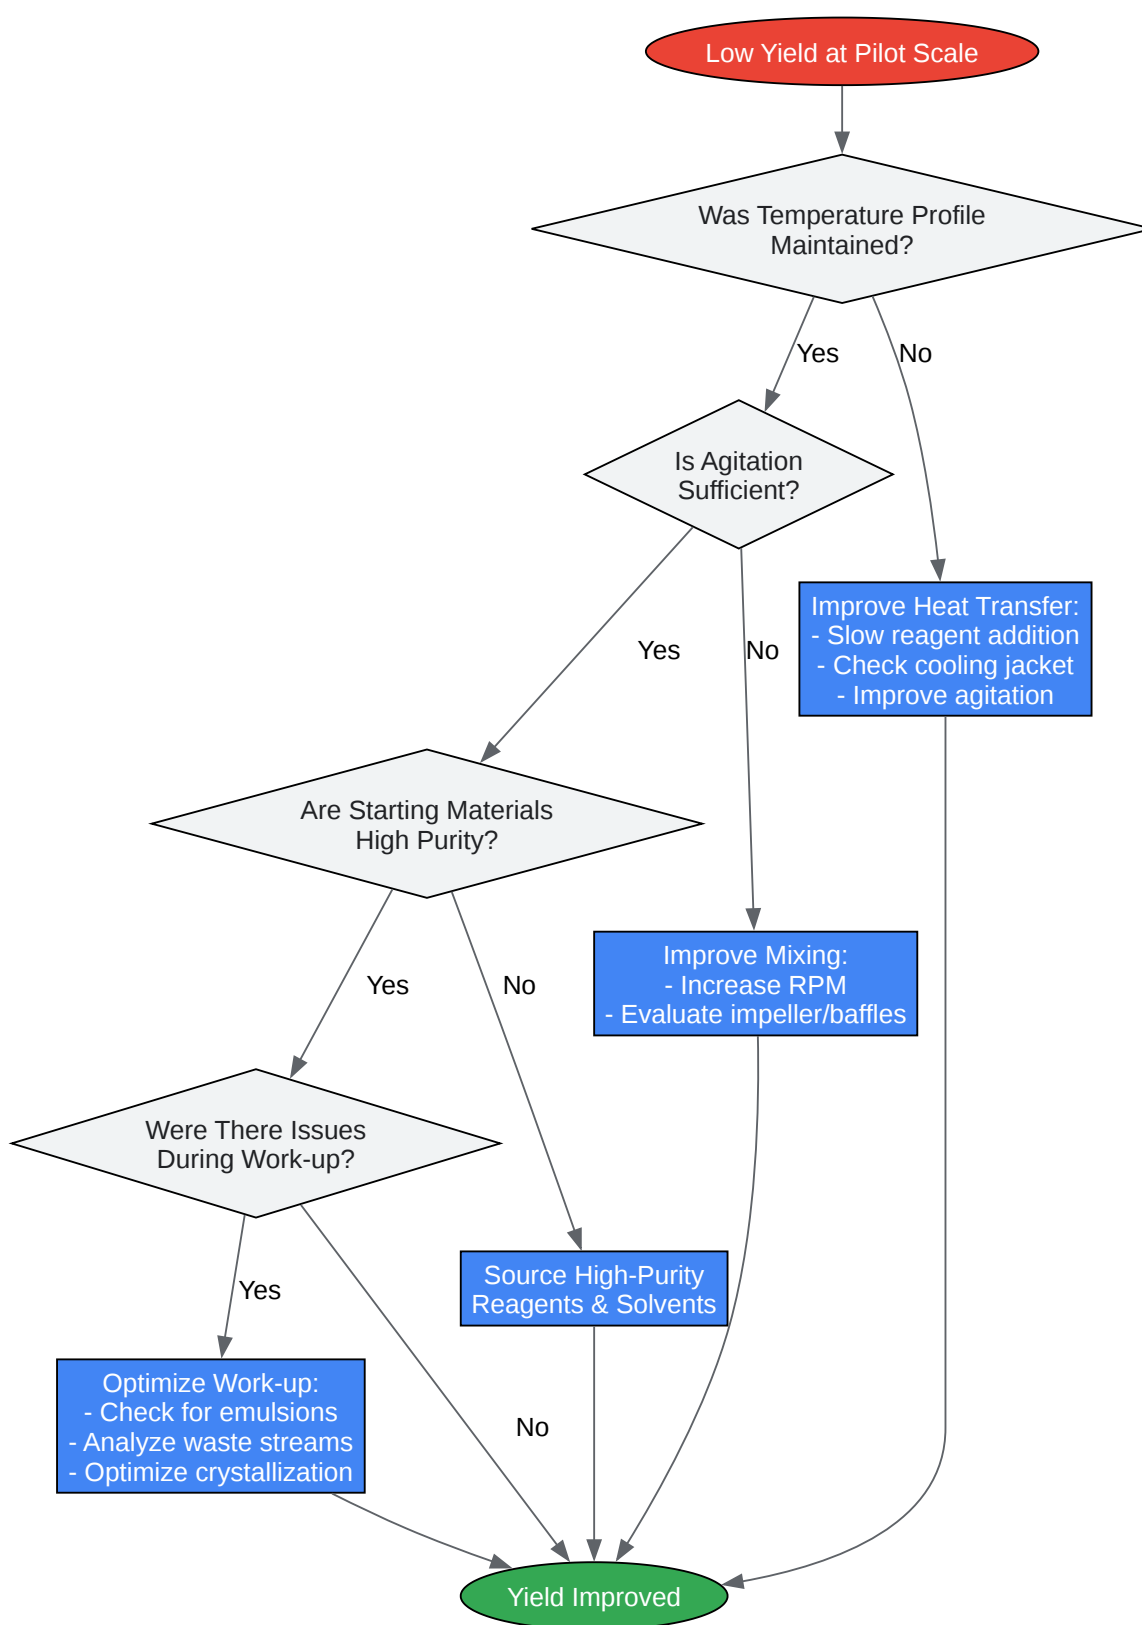 Low Yield at Pilot Scale
Was Temperature Profile
Maintained?
Yes
No
Is Agitation
Sufficient?
Improve Heat Transfer:
- Slow reagent addition
- Check cooling jacket
- Improve agitation
Yes
No
Are Starting Materials
High Purity?
Improve Mixing:
- Increase RPM
- Evaluate impeller/baffles
Yes
No
Were There Issues
During Work-up?
Source High-Purity
Reagents & Solvents
Yes
No
Optimize Work-up:
- Check for emulsions
- Analyze waste streams
- Optimize crystallization
Yield Improved